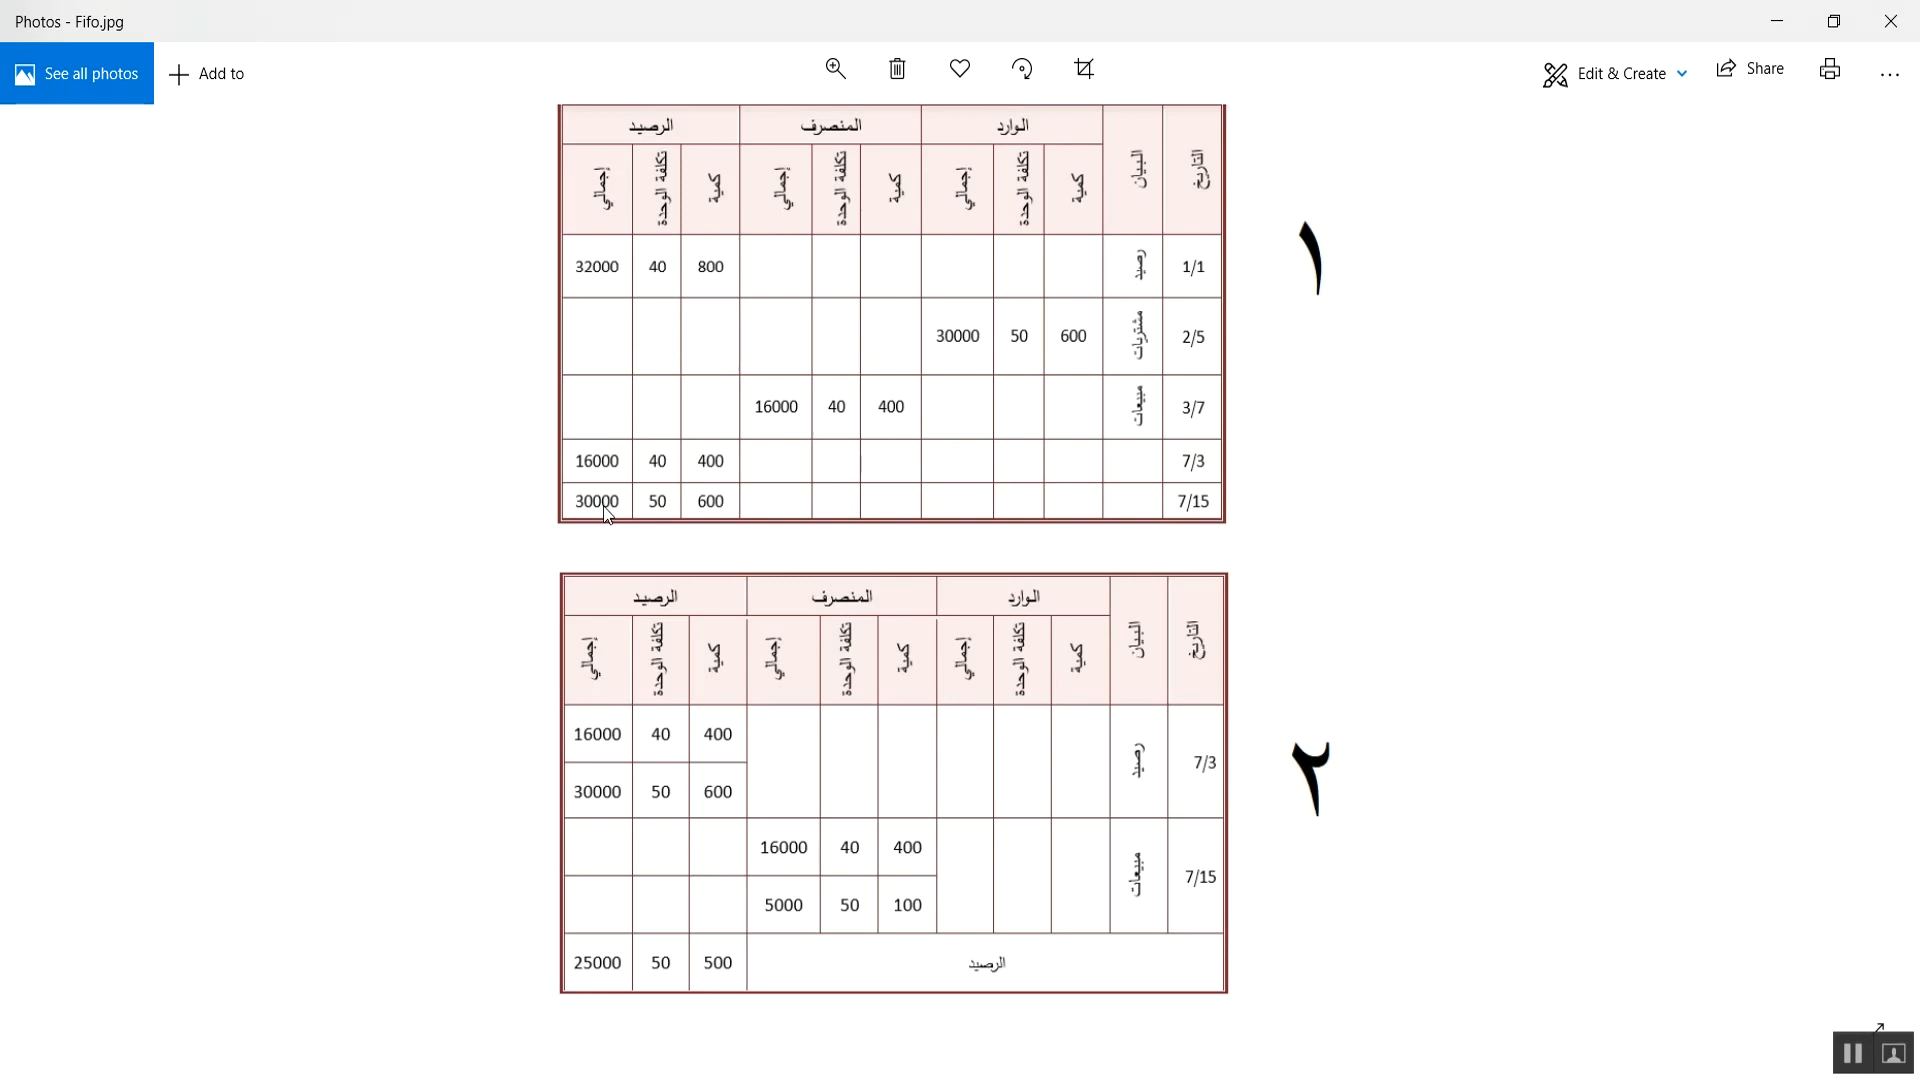 Photos - Fifo.jpg
See all photos
Add to
Edit & Create
Share
التاريخ البيان الوارد المنصرف الرصيد
كمية تكلفة الوحدة إجمالي كمية تكلفة الوحدة إجمالي كمية تكلفة الوحدة إجمالي
1/1 رصيد 800 40 32000
2/5 مشتريات 600 50 30000
3/7 مبيعات 400 40 16000
7/3 400 40 16000
7/15 600 50 30000
١
التاريخ البيان الوارد المنصرف الرصيد
كمية تكلفة الوحدة إجمالي كمية تكلفة الوحدة إجمالي كمية تكلفة الوحدة إجمالي
7/3 رصيد 400 40 16000
600 50 30000
7/15 مبيعات 400 40 16000
100 50 5000
الرصيد 500 50 25000
٢